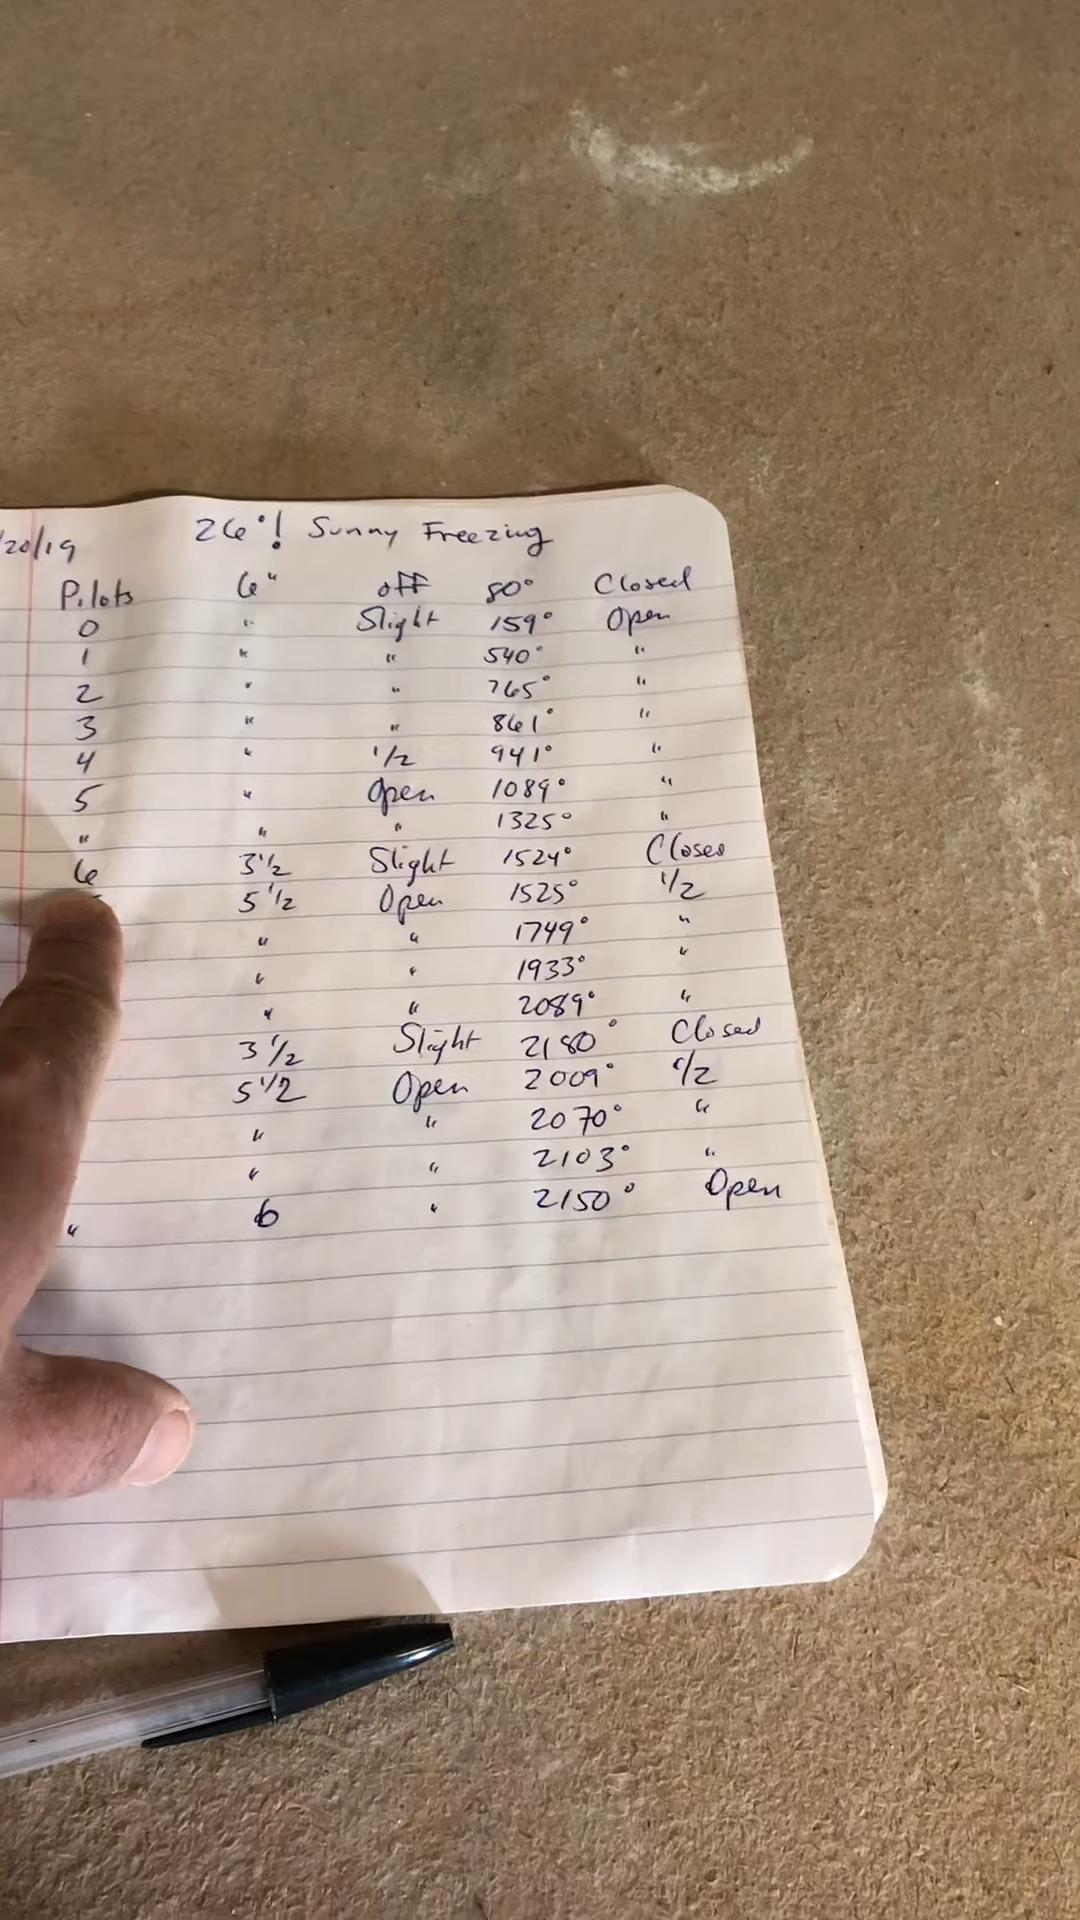 /20/19 26°! Sunny Freezing
Pilots 6" off 80° Closed
0 " Slight 159° Open
1 " " 540° "
2 " " 765° "
3 " " 861° "
4 " 1/2 941° "
5 " Open 1089° "
" " " 1325° "
6 3 1/2 Slight 1524° Closed
5 1/2 Open 1525° 1/2
" " 1749° "
" " 1933° "
" " 2089° "
3 1/2 Slight 2180° Closed
5 1/2 Open 2009° 1/2
" " 2070° "
" " 2103° "
" 6 " 2150° Open